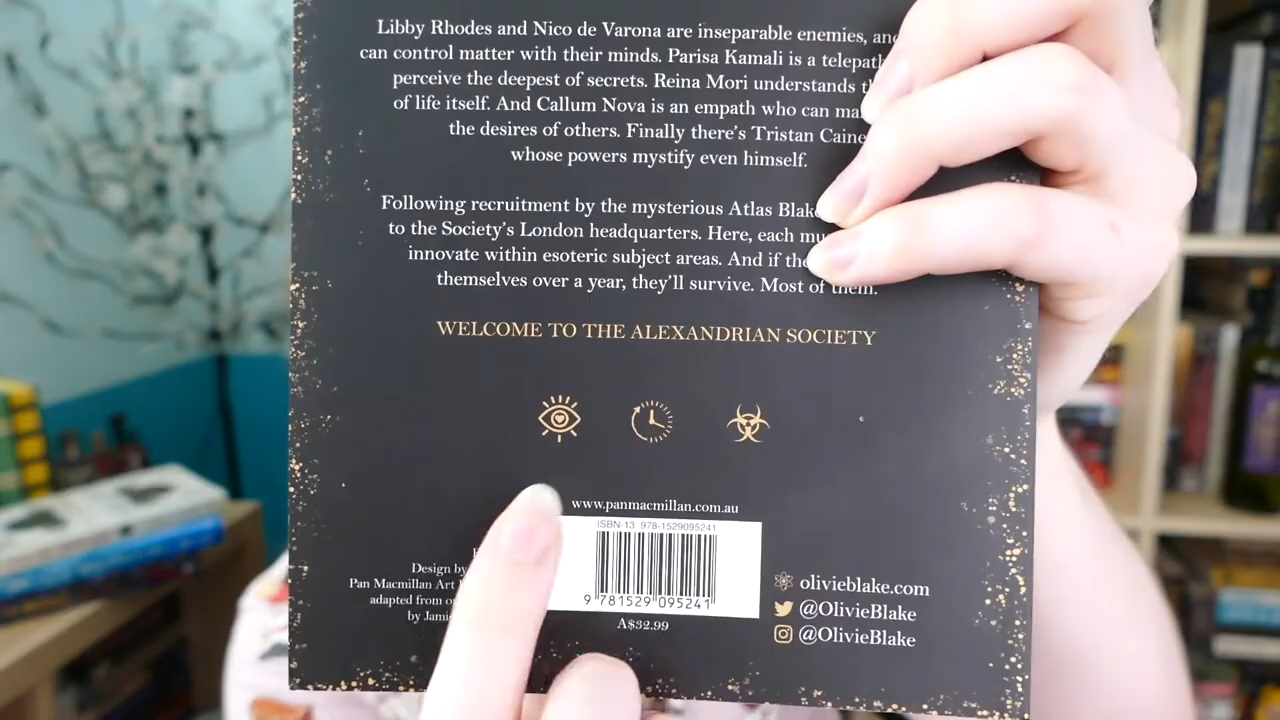 Libby Rhodes and Nico de Varona are inseparable enemies, and
can control matter with their minds. Parisa Kamali is a telepath
perceive the deepest of secrets. Reina Mori understands
of life itself. And Callum Nova is an empath who can
the desires of others. Finally there's Tristan Caine
whose powers mystify even himself.
Following recruitment by the mysterious Atlas Blake
to the Society's London headquarters. Here, each
innovate within esoteric subject areas. And if
themselves over a year, they'll survive. Most of them.
WELCOME TO THE ALEXANDRIAN SOCIETY
www.panmacmillan.com.au
ISBN-13 978-1529095241
9 781529 095241
A$32.99
Design by
Pan Macmillan Art
adapted from
by
olivieblake.com
@OlivieBlake
@OlivieBlake